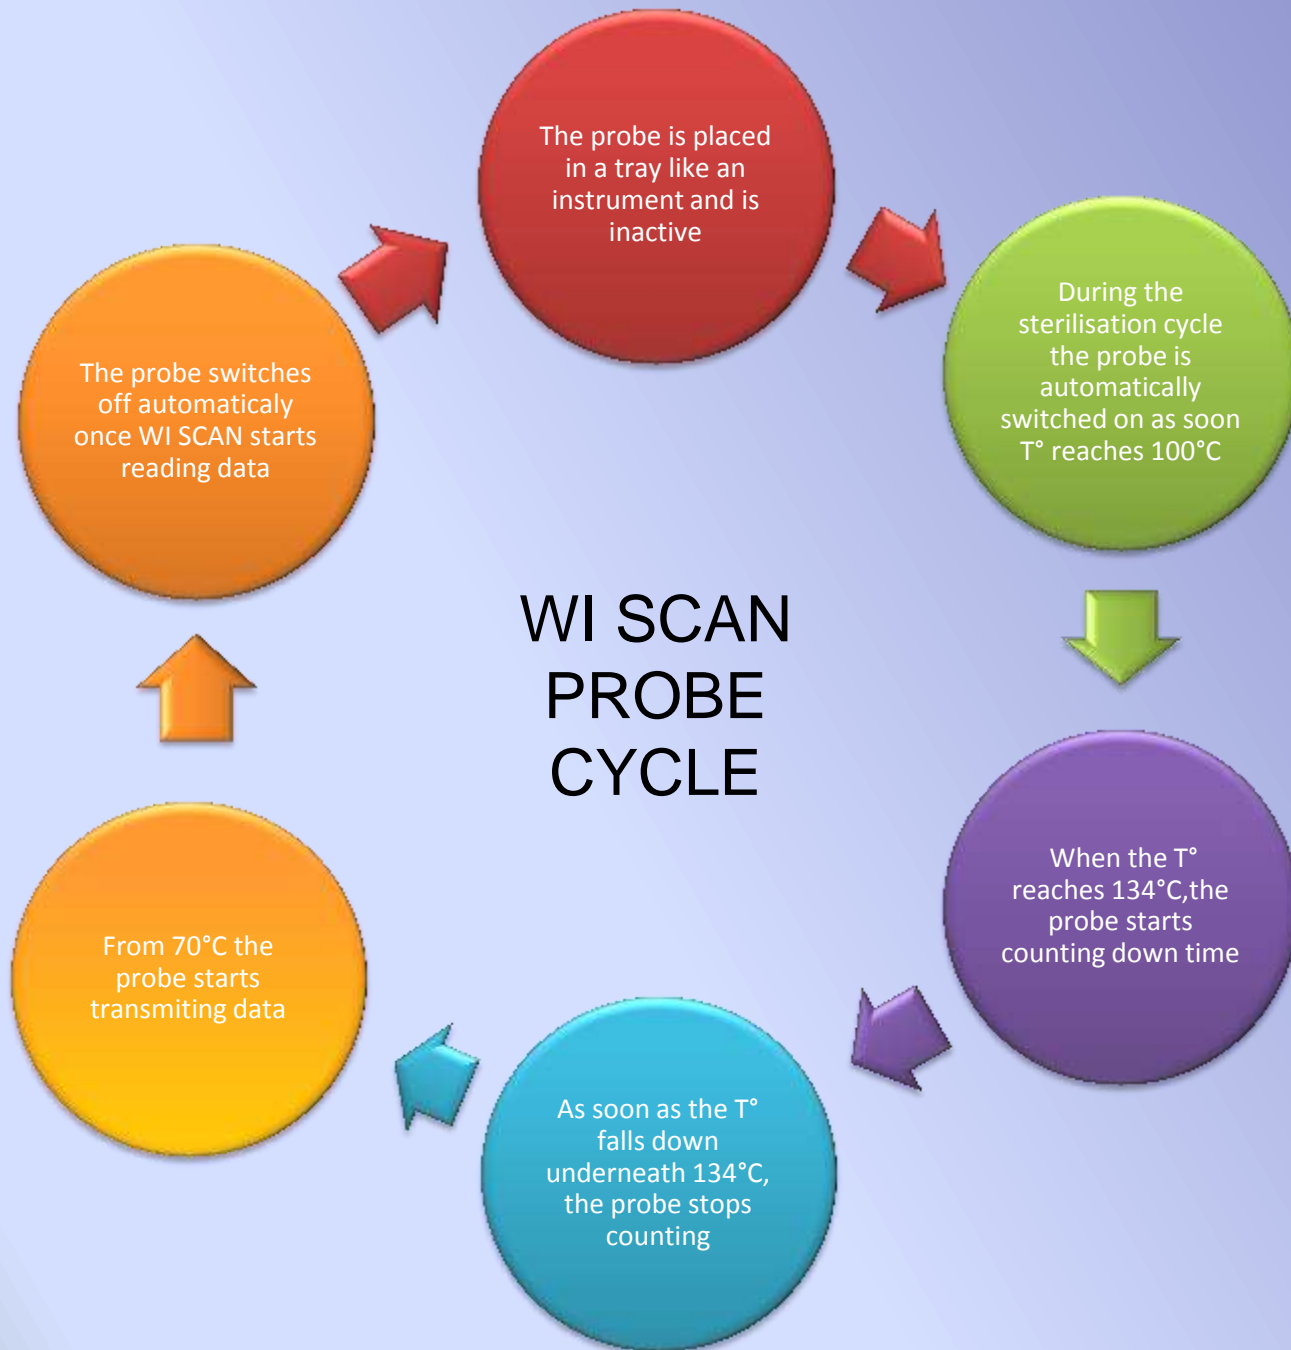 The probe is placed
in a tray like an
instrument and is
inactive
During the
sterilisation cycle
the probe is
automatically
switched on as soon
T° reaches 100°C
When the T°
reaches 134°C,the
probe starts
counting down time
As soon as the T°
falls down
underneath 134°C,
the probe stops
counting
From 70°C the
probe starts
transmiting data
The probe switches
off automaticaly
once WI SCAN starts
reading data
WI SCAN
PROBE
CYCLE